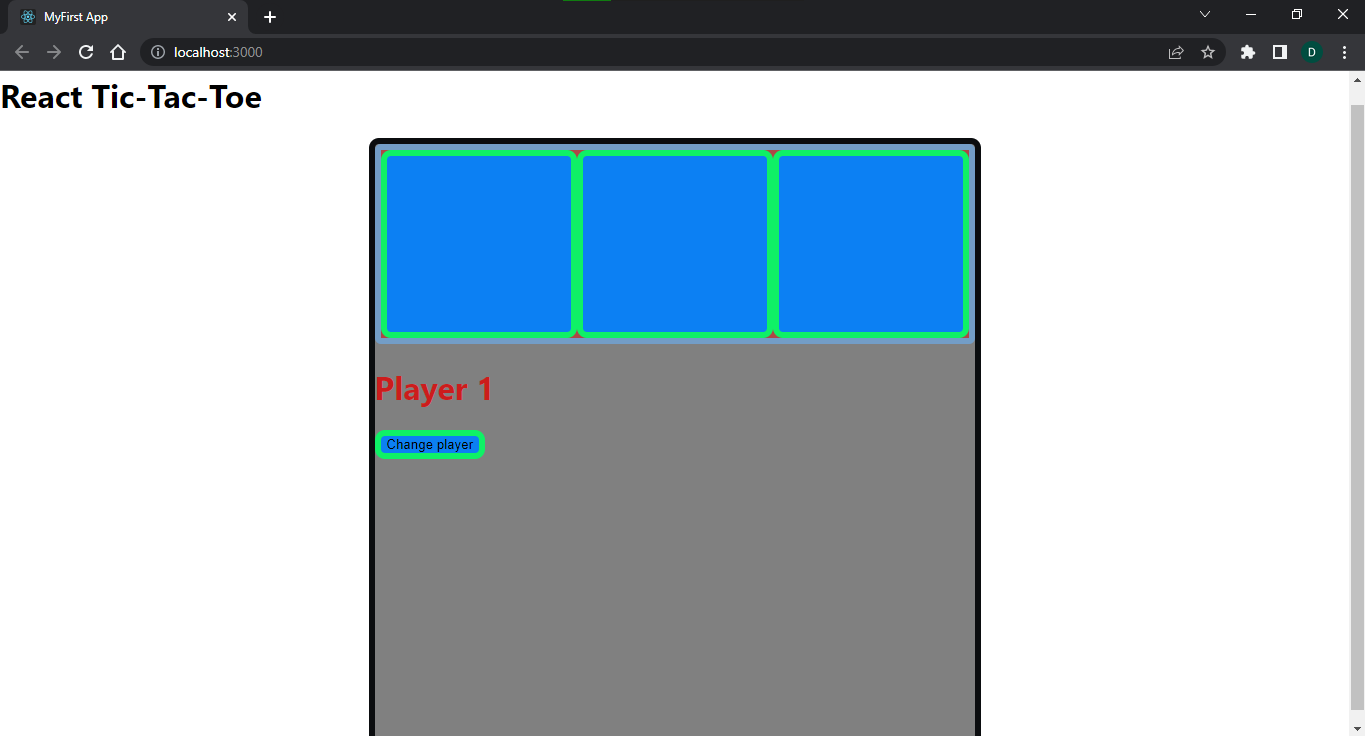 MyFirst App
localhost:3000
D
React Tic-Tac-Toe
Player 1
Change player